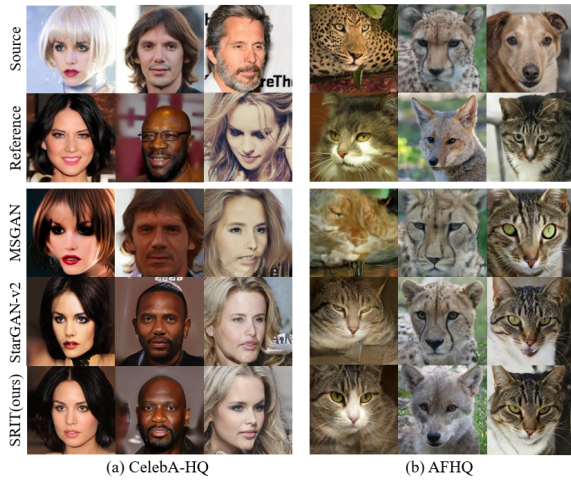 Source
Reference
MSGAN
StarGAN-v2
SRIT(ours)
reThe
(a) CelebA-HQ
(b) AFHQ